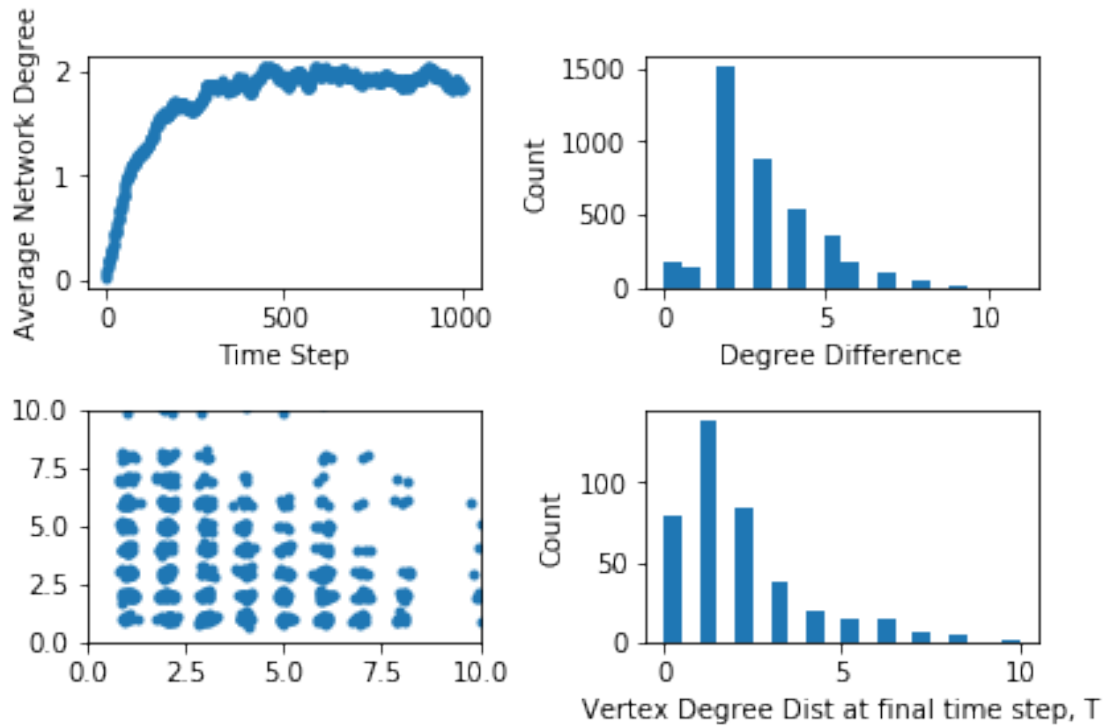 Average Network Degree
2
1
0
0 500 1000
Time Step
Count
1500
1000
500
0
0 5 10
Degree Difference
10.0
7.5
5.0
2.5
0.0
0.0 2.5 5.0 7.5 10.0
Count
100
50
0
0 5 10
Vertex Degree Dist at final time step, T